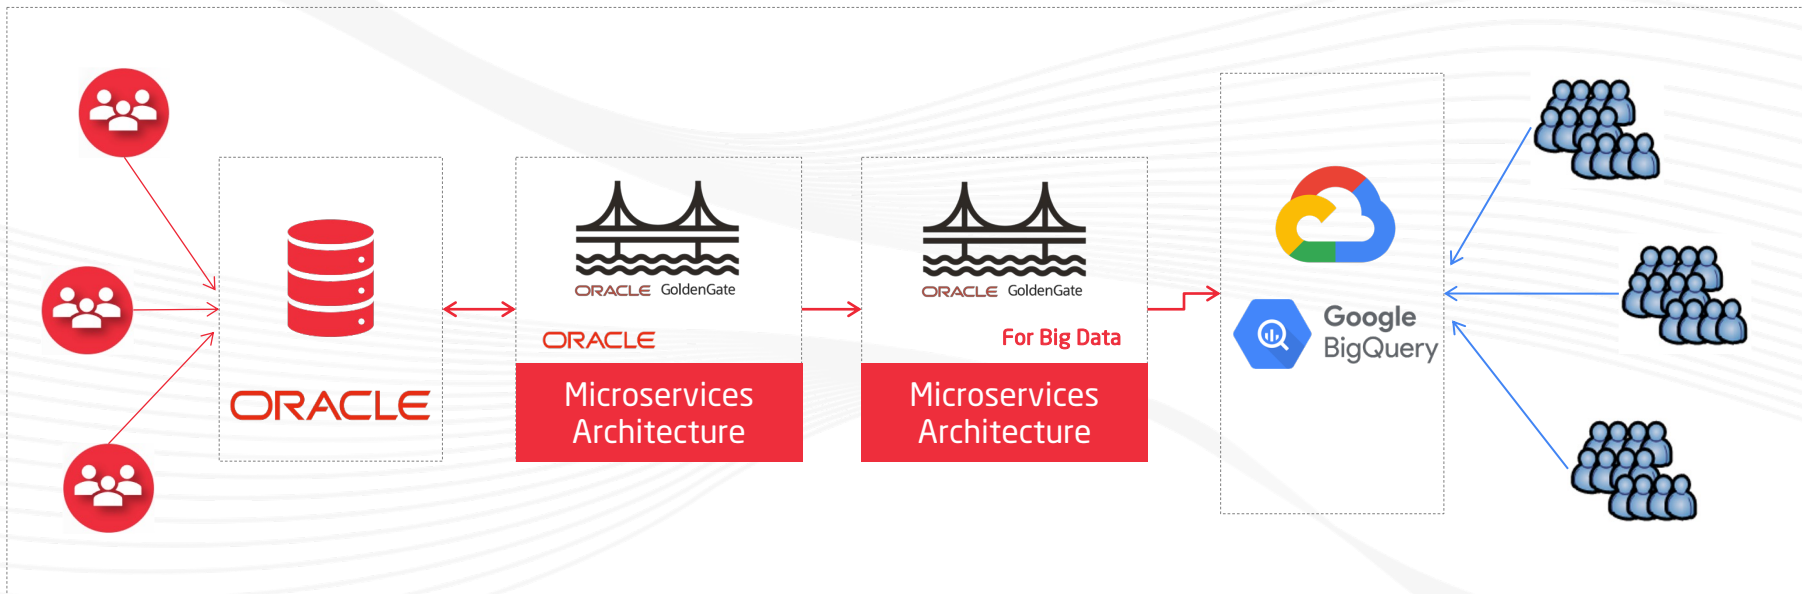 ORACLE
ORACLE GoldenGate
ORACLE
Microservices
Architecture
ORACLE GoldenGate
For Big Data
Microservices
Architecture
Google
BigQuery